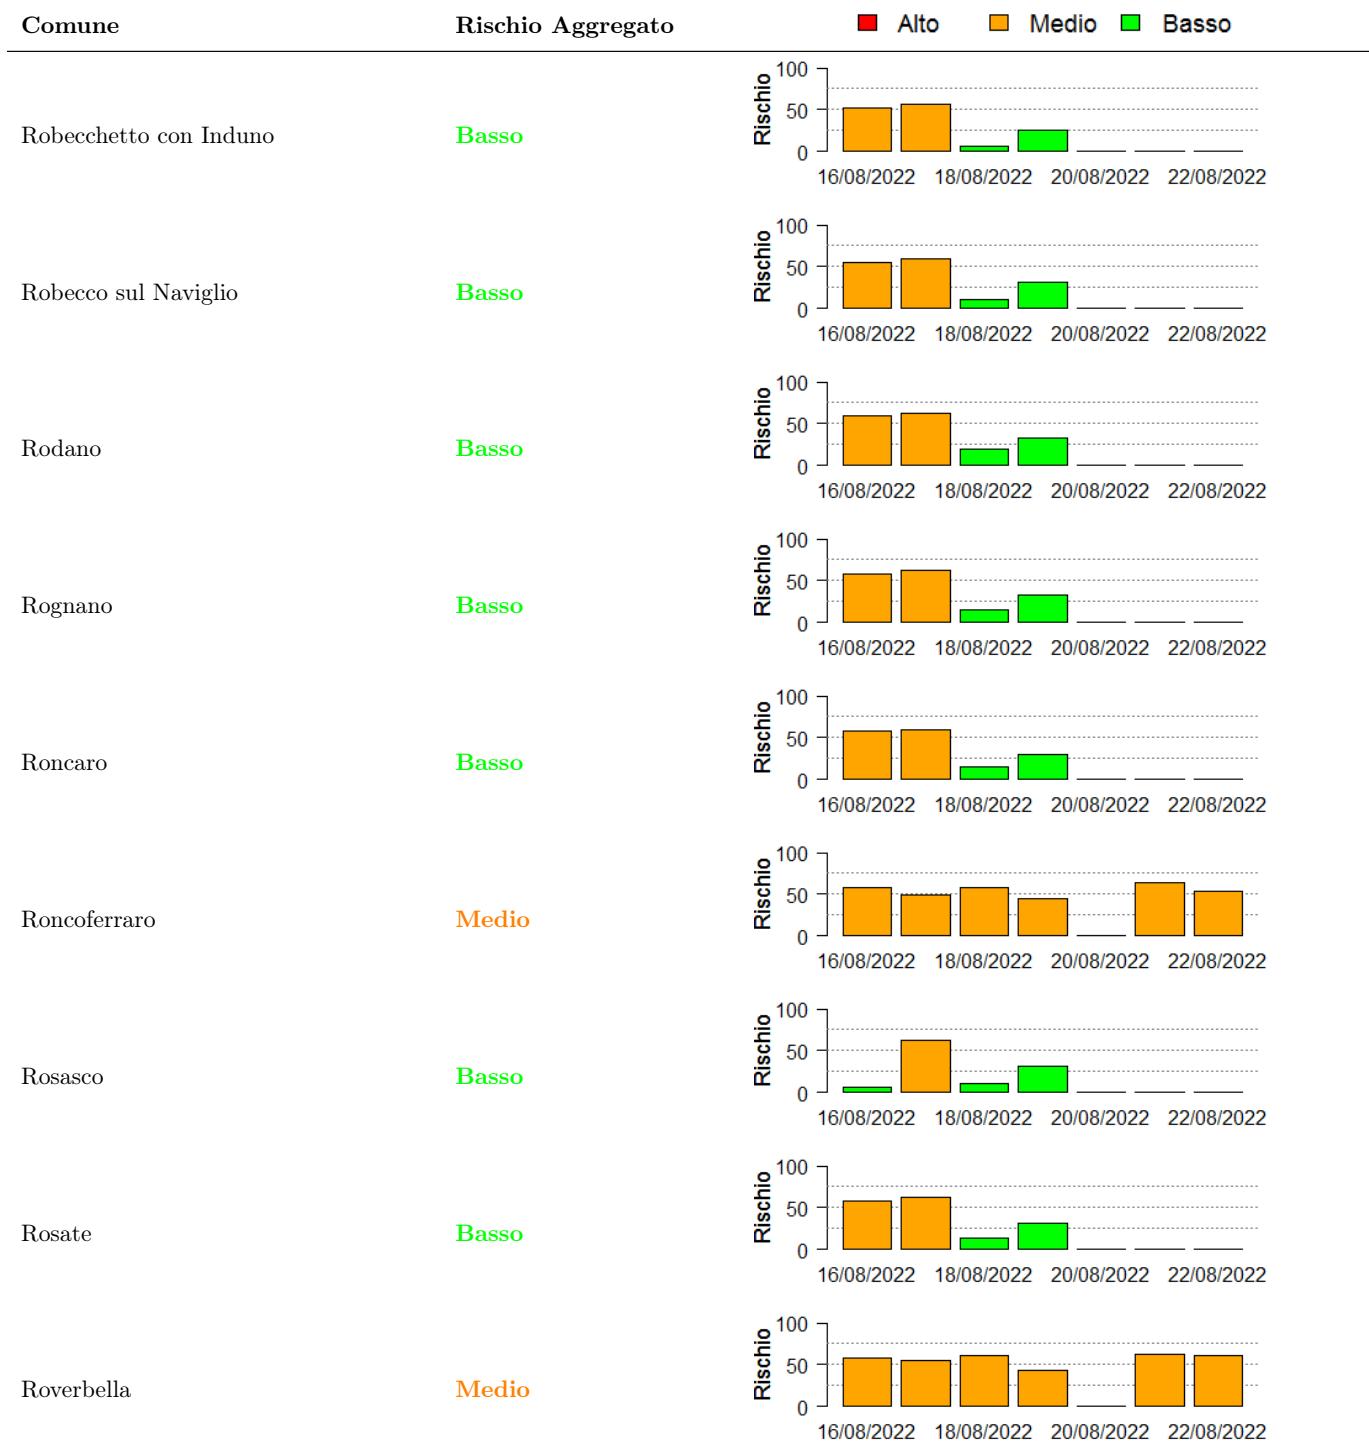 Comune Rischio Aggregato Alto Medio Basso
Robecchetto con Induno Basso
Rischio
100
50
0
16/08/2022 18/08/2022 20/08/2022 22/08/2022
Robecco sul Naviglio Basso
Rischio
100
50
0
16/08/2022 18/08/2022 20/08/2022 22/08/2022
Rodano Basso
Rischio
100
50
0
16/08/2022 18/08/2022 20/08/2022 22/08/2022
Rognano Basso
Rischio
100
50
0
16/08/2022 18/08/2022 20/08/2022 22/08/2022
Roncaro Basso
Rischio
100
50
0
16/08/2022 18/08/2022 20/08/2022 22/08/2022
Roncoferraro Medio
Rischio
100
50
0
16/08/2022 18/08/2022 20/08/2022 22/08/2022
Rosasco Basso
Rischio
100
50
0
16/08/2022 18/08/2022 20/08/2022 22/08/2022
Rosate Basso
Rischio
100
50
0
16/08/2022 18/08/2022 20/08/2022 22/08/2022
Roverbella Medio
Rischio
100
50
0
16/08/2022 18/08/2022 20/08/2022 22/08/2022